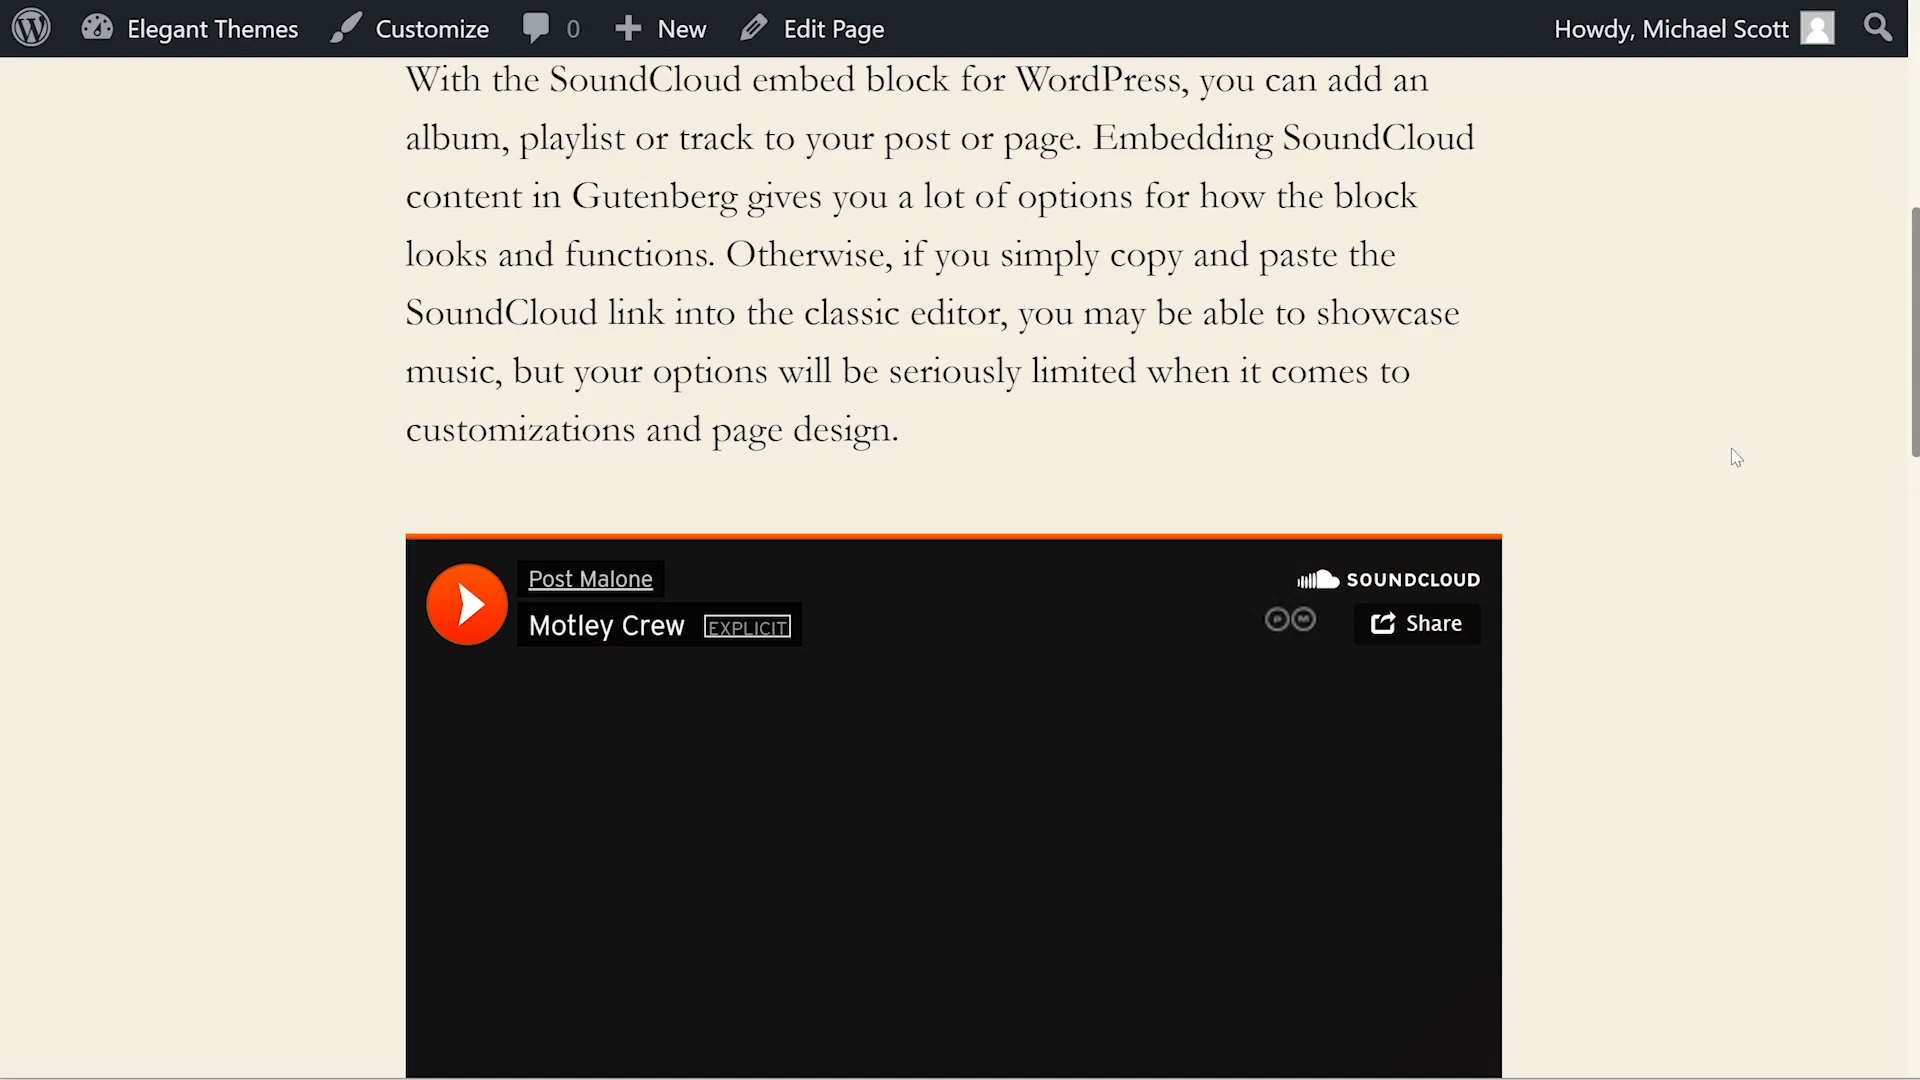 Elegant Themes Customize 0 New Edit Page Howdy, Michael Scott
With the SoundCloud embed block for WordPress, you can add an
album, playlist or track to your post or page. Embedding SoundCloud
content in Gutenberg gives you a lot of options for how the block
looks and functions. Otherwise, if you simply copy and paste the
SoundCloud link into the classic editor, you may be able to showcase
music, but your options will be seriously limited when it comes to
customizations and page design.
Post Malone
SOUNDCLOUD
Motley Crew EXPLICIT
P M
Share